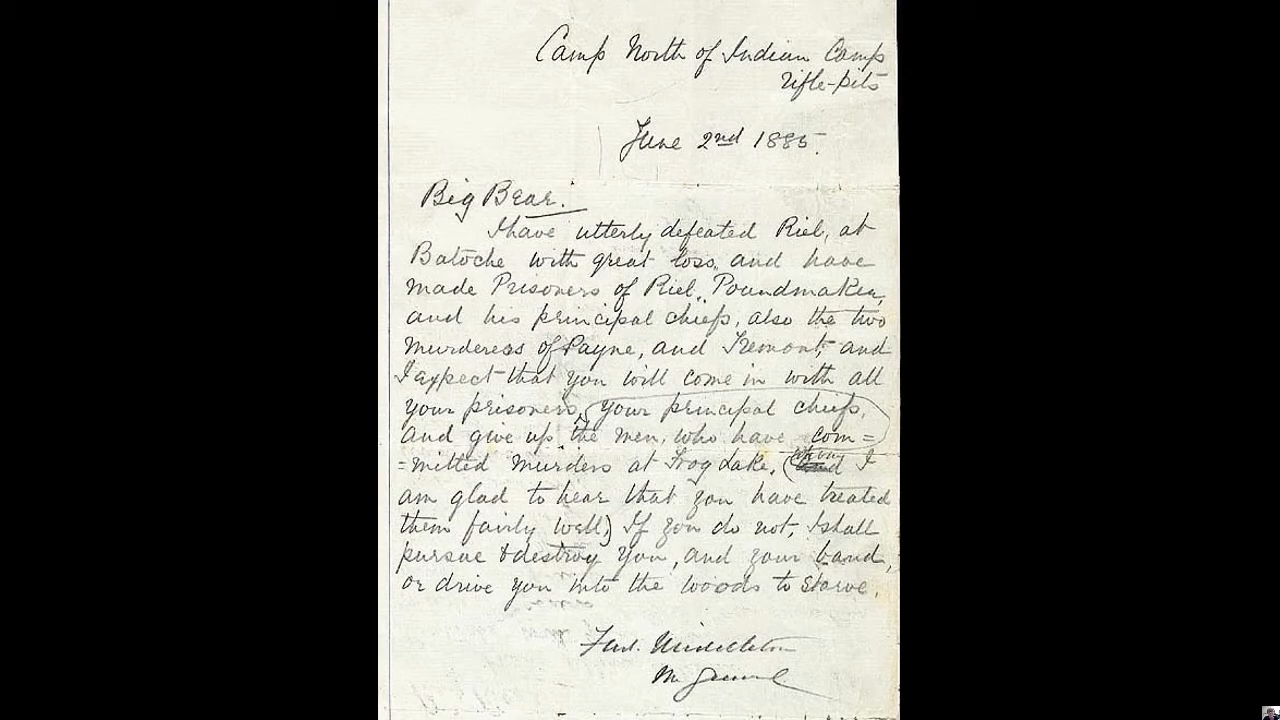 Camp North of Indian Camp
rifle-pits
June 2nd 1885.
Big Bear.
I have utterly defeated Riel, at
Batoche with great loss, and have
made Prisoners of Riel, Poundmaker,
and his principal chiefs, also the two
murderers of Payne, and Tremont, and
I expect that you will come in with all
your prisoners, your principal chiefs,
and give up the men, who have com=
=mitted murders at Frog Lake. (whom
I
am glad to hear that you have treated
them fairly well) If you do not, I shall
pursue & destroy you, and your band,
or drive you into the woods to starve.
Fred. Middleton
M. General